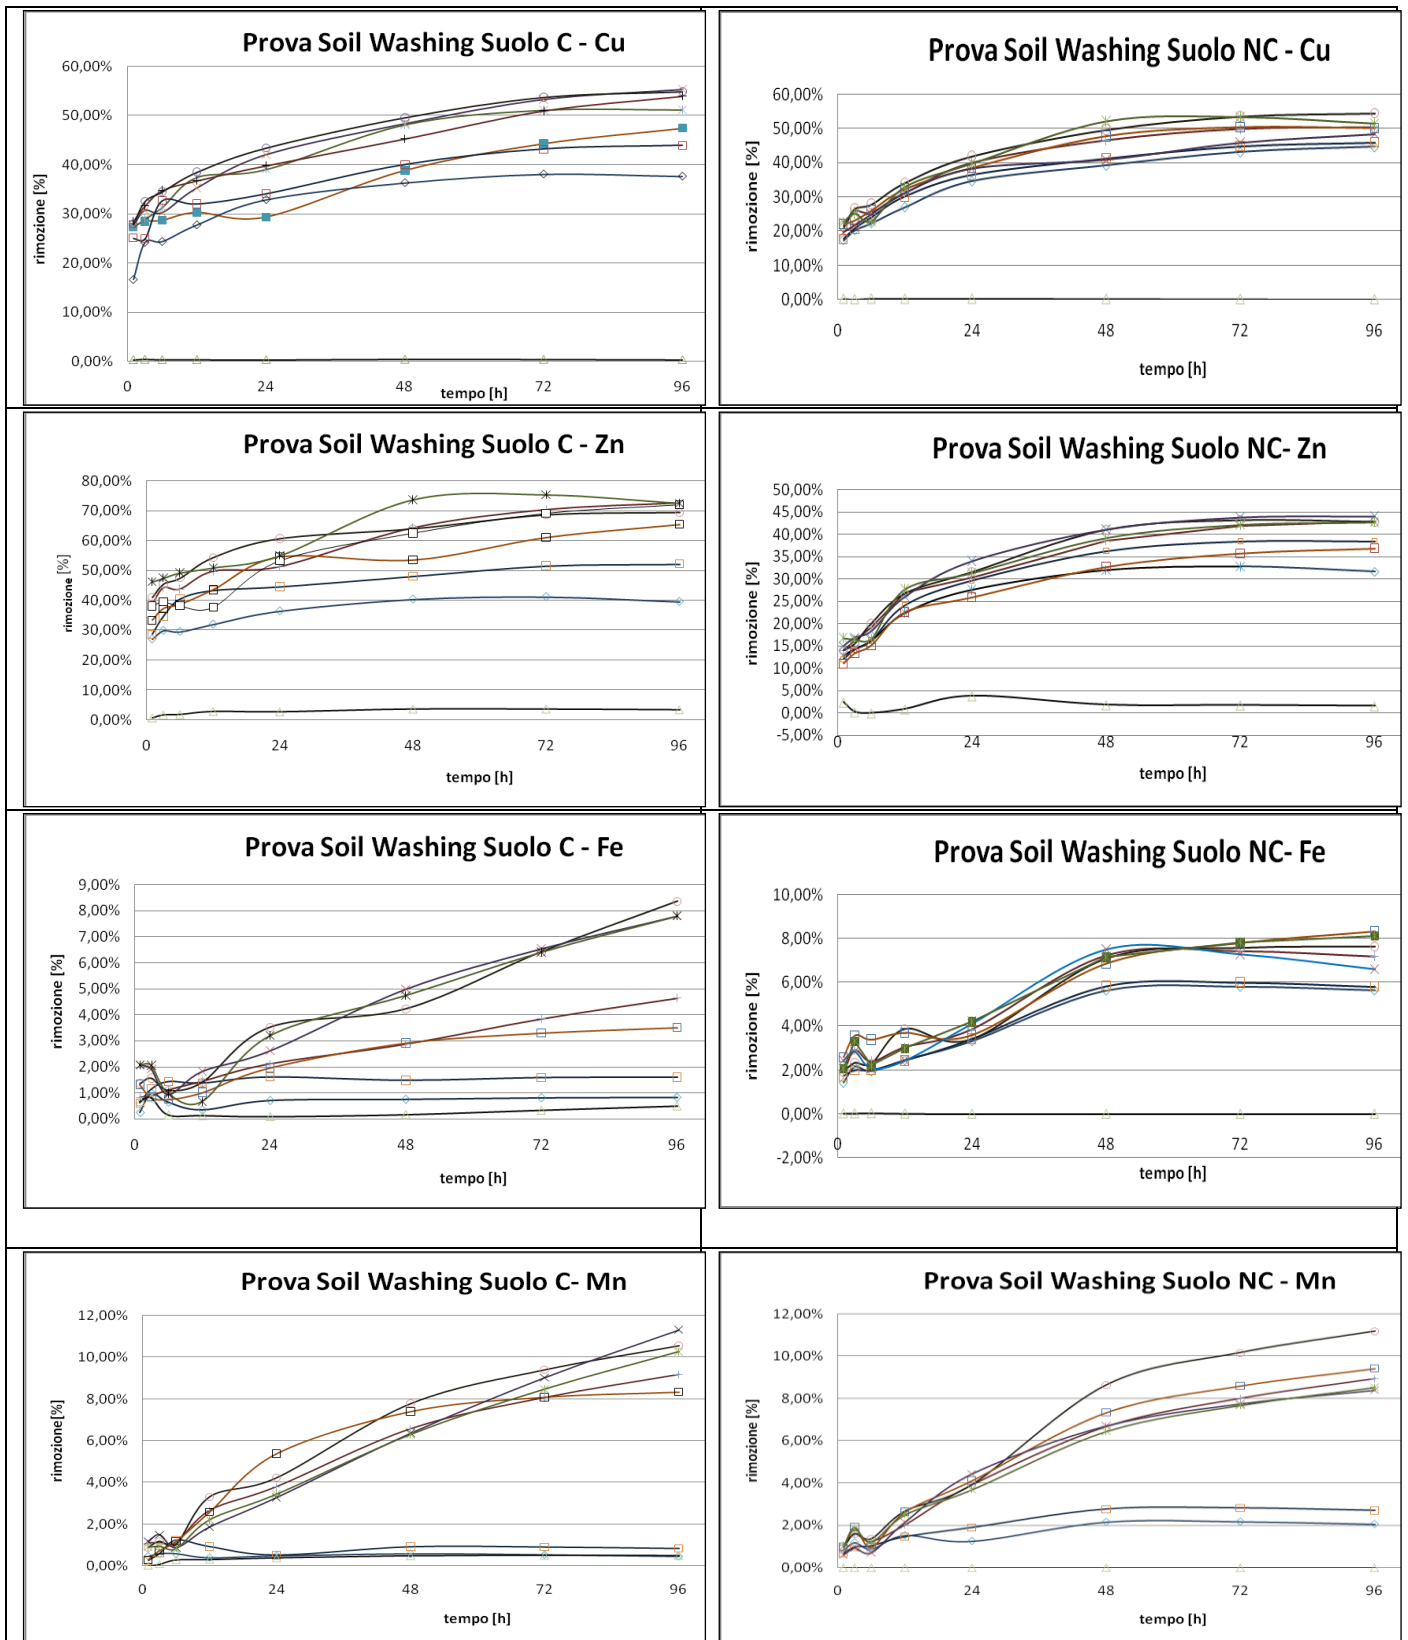 Prova Soil Washing Suolo C - Cu
60,00%
50,00%
40,00%
30,00%
20,00%
10,00%
0,00%
rimozione [%]
0 24 48 72 96
tempo [h]
Prova Soil Washing Suolo NC - Cu
60,00%
50,00%
40,00%
30,00%
20,00%
10,00%
0,00%
rimozione [%]
0 24 48 72 96
tempo [h]
Prova Soil Washing Suolo C - Zn
80,00%
70,00%
60,00%
50,00%
40,00%
30,00%
20,00%
10,00%
0,00%
rimozione [%]
0 24 48 72 96
tempo [h]
Prova Soil Washing Suolo NC- Zn
50,00%
45,00%
40,00%
35,00%
30,00%
25,00%
20,00%
15,00%
10,00%
5,00%
0,00%
-5,00%
rimozione [%]
0 24 48 72 96
tempo [h]
Prova Soil Washing Suolo C - Fe
9,00%
8,00%
7,00%
6,00%
5,00%
4,00%
3,00%
2,00%
1,00%
0,00%
rimozione [%]
0 24 48 72 96
tempo [h]
Prova Soil Washing Suolo NC- Fe
10,00%
8,00%
6,00%
4,00%
2,00%
0,00%
-2,00%
rimozione [%]
0 24 48 72 96
tempo [h]
Prova Soil Washing Suolo C- Mn
12,00%
10,00%
8,00%
6,00%
4,00%
2,00%
0,00%
rimozione[%]
0 24 48 72 96
tempo [h]
Prova Soil Washing Suolo NC - Mn
12,00%
10,00%
8,00%
6,00%
4,00%
2,00%
0,00%
rimozione [%]
0 24 48 72 96
tempo [h]